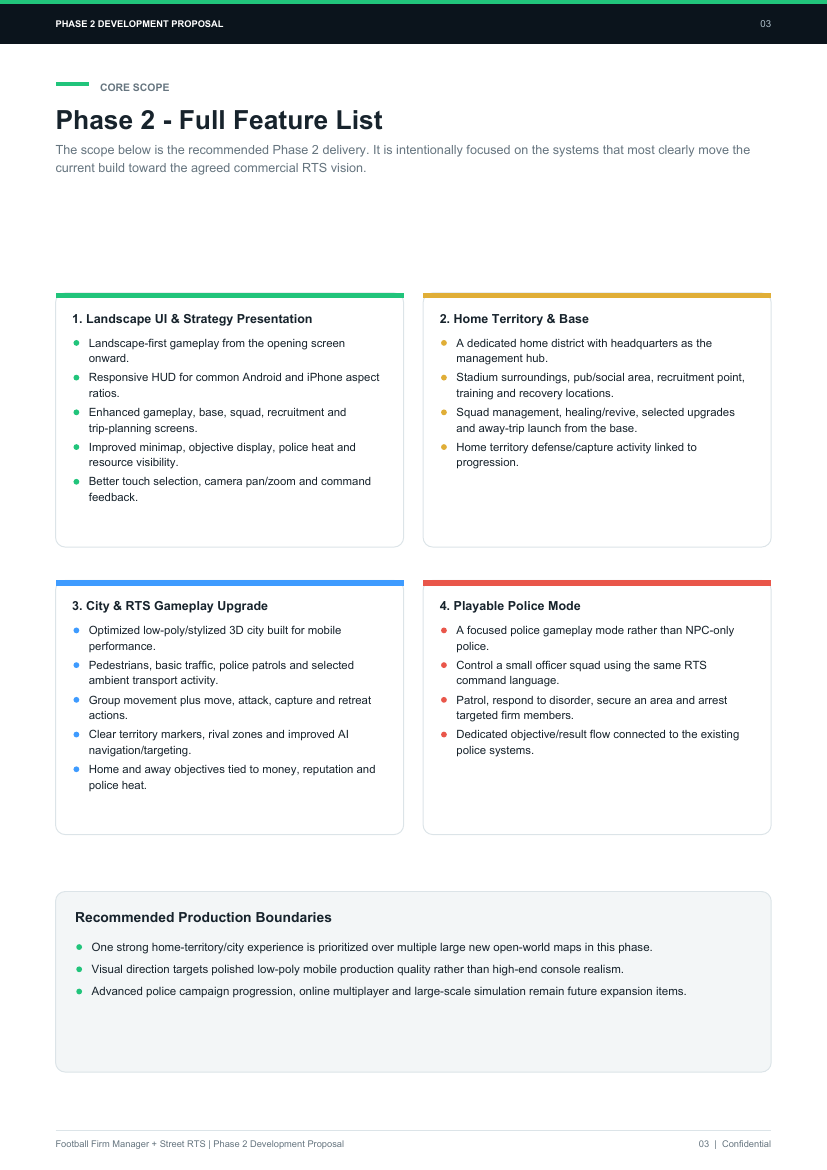 PHASE 2 DEVELOPMENT PROPOSAL
03
CORE SCOPE
Phase 2 - Full Feature List
The scope below is the recommended Phase 2 delivery. It is intentionally focused on the systems that most clearly move the
current build toward the agreed commercial RTS vision.
1. Landscape UI & Strategy Presentation
Landscape-first gameplay from the opening screen
onward.
Responsive HUD for common Android and iPhone aspect
ratios.
Enhanced gameplay, base, squad, recruitment and
trip-planning screens.
Improved minimap, objective display, police heat and
resource visibility.
Better touch selection, camera pan/zoom and command
feedback.
2. Home Territory & Base
A dedicated home district with headquarters as the
management hub.
Stadium surroundings, pub/social area, recruitment point,
training and recovery locations.
Squad management, healing/revive, selected upgrades
and away-trip launch from the base.
Home territory defense/capture activity linked to
progression.
3. City & RTS Gameplay Upgrade
Optimized low-poly/stylized 3D city built for mobile
performance.
Pedestrians, basic traffic, police patrols and selected
ambient transport activity.
Group movement plus move, attack, capture and retreat
actions.
Clear territory markers, rival zones and improved AI
navigation/targeting.
Home and away objectives tied to money, reputation and
police heat.
4. Playable Police Mode
A focused police gameplay mode rather than NPC-only
police.
Control a small officer squad using the same RTS
command language.
Patrol, respond to disorder, secure an area and arrest
targeted firm members.
Dedicated objective/result flow connected to the existing
police systems.
Recommended Production Boundaries
One strong home-territory/city experience is prioritized over multiple large new open-world maps in this phase.
Visual direction targets polished low-poly mobile production quality rather than high-end console realism.
Advanced police campaign progression, online multiplayer and large-scale simulation remain future expansion items.
Football Firm Manager + Street RTS | Phase 2 Development Proposal
03 | Confidential